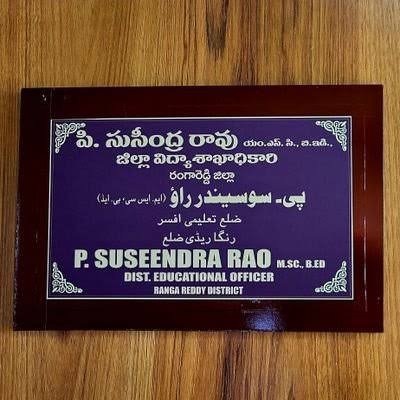 పి. సుసీంద్ర రావు యం.ఎస్. సి., బి.ఇడి.,
జిల్లా విద్యాశాఖాధికారి
రంగారెడ్డి జిల్లా
پی۔ سوسیندر راؤ (ایم۔ایس سی؛ بی۔ایڈ)
ضلع تعلیمی افسر
رنگا ریڈی ضلع
P. SUSEENDRA RAO M.SC., B.ED
DIST. EDUCATIONAL OFFICER
RANGA REDDY DISTRICT